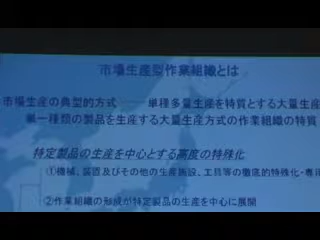 市場生産型作業組織とは
市場生産の典型的方式──単種多量生産を特質とする大量生産
単一種類の製品を生産する大量生産方式の作業組織の特質
特定製品の生産を中心とする高度の特殊化
①機械、装置及びその他の生産施設、工具等の徹底的特殊化・専用
②作業組織の形成が特定製品の生産を中心に展開